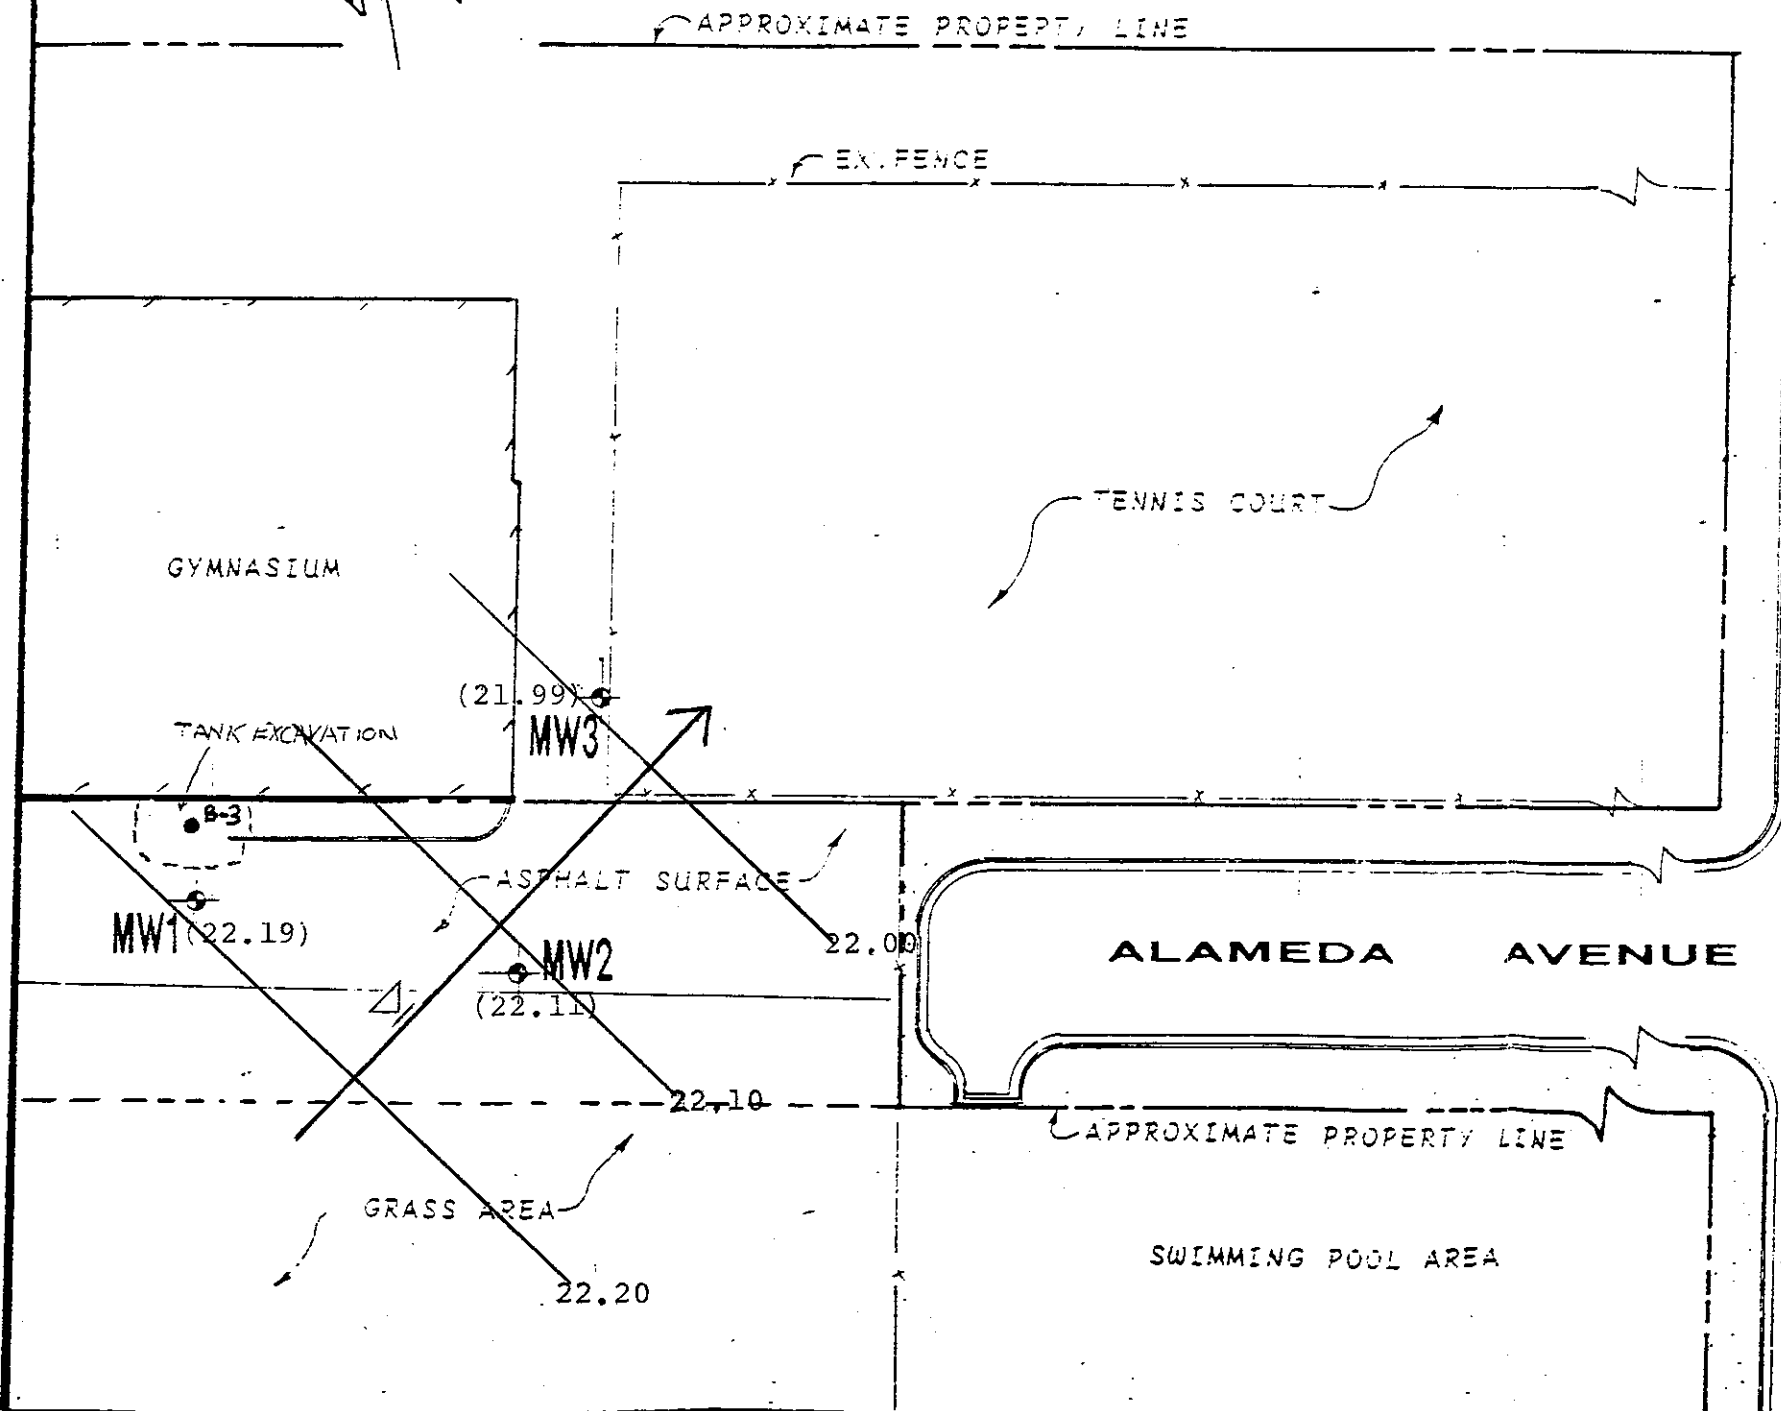 APPROXIMATE PROPERTY LINE
EX. FENCE
TENNIS COURT
GYMNASIUM
(21.99)
MW3
TANK EXCAVATION
B-3
ASPHALT SURFACE
MW1 (22.19)
MW2
(22.11)
22.00
ALAMEDA AVENUE
22.10
APPROXIMATE PROPERTY LINE
GRASS AREA
SWIMMING POOL AREA
22.20